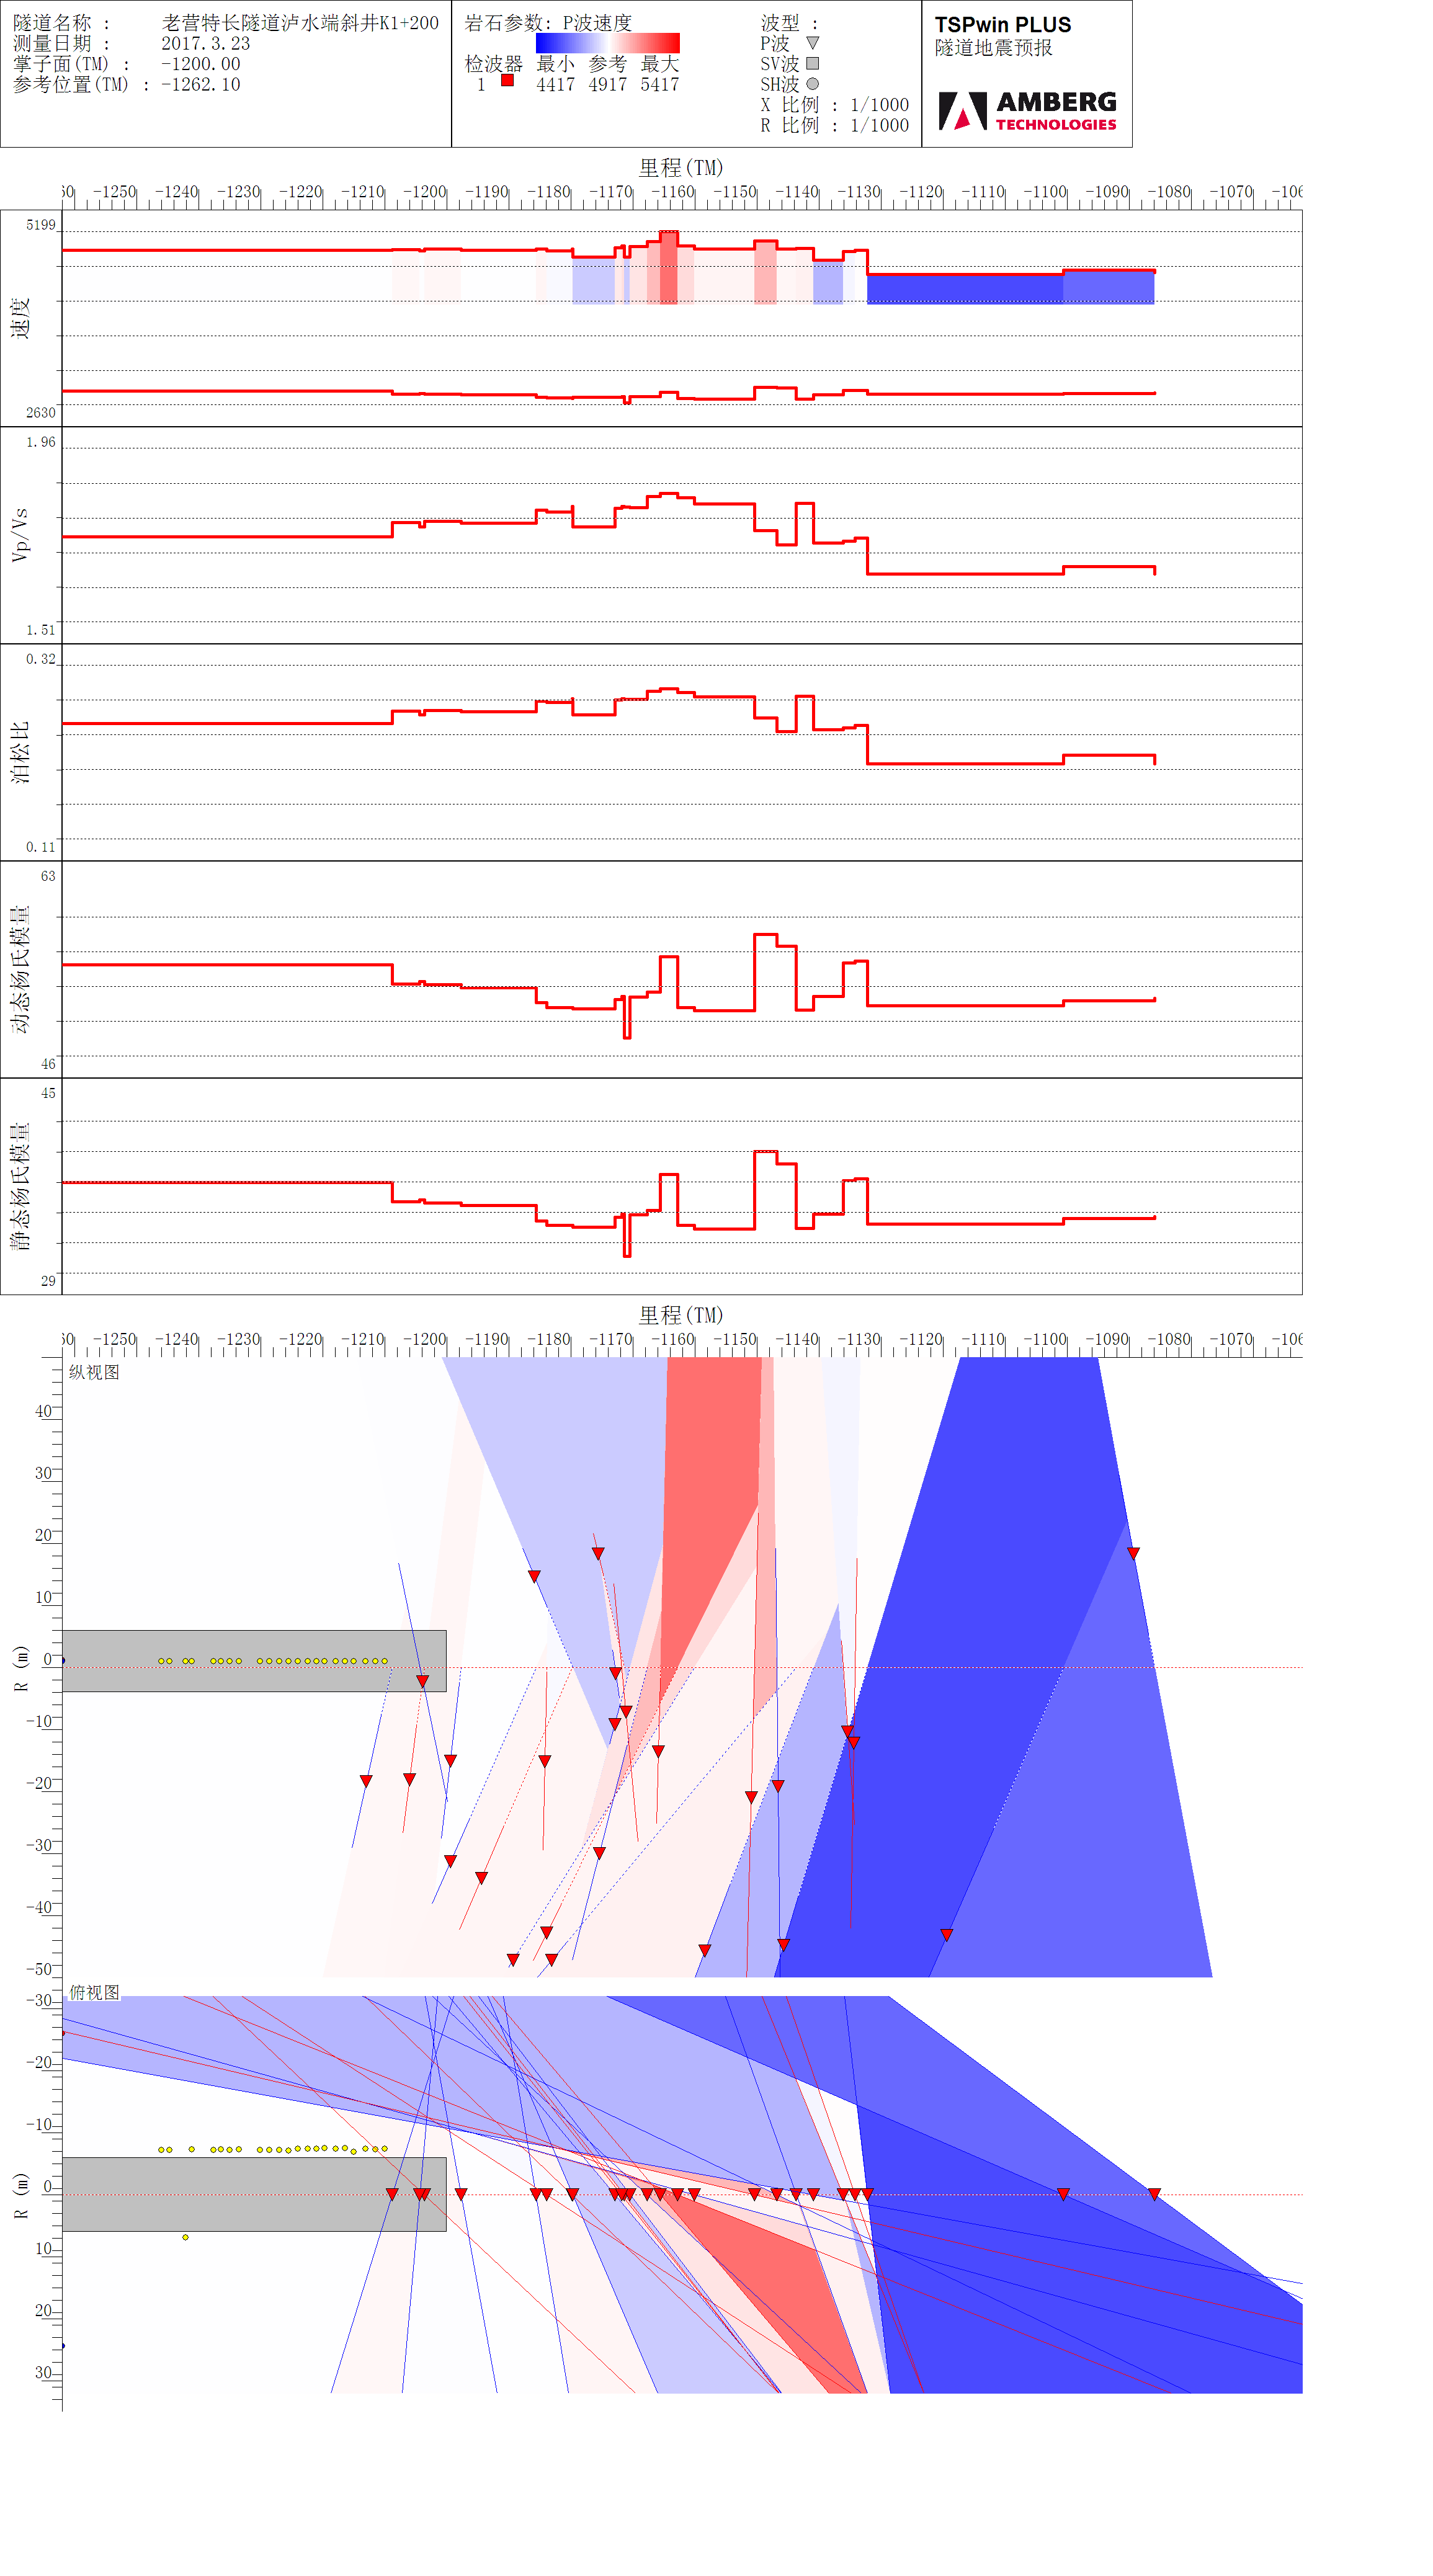 隧道名称 : 老营特长隧道泸水端斜井K1+200
测量日期 : 2017.3.23
掌子面(TM) : -1200.00
参考位置(TM) : -1262.10
岩石参数: P波速度
检波器 最小 参考 最大
1 4417 4917 5417
波型 :
P波
SV波
SH波
X 比例 : 1/1000
R 比例 : 1/1000
TSPwin PLUS
隧道地震预报
AMBERG
TECHNOLOGIES
里程(TM)
60 -1250 -1240 -1230 -1220 -1210 -1200 -1190 -1180 -1170 -1160 -1150 -1140 -1130 -1120 -1110 -1100 -1090 -1080 -1070 -106
5199
速度
2630
1.96
Vp/Vs
1.51
0.32
泊松比
0.11
63
动态杨氏模量
46
45
静态杨氏模量
29
里程(TM)
60 -1250 -1240 -1230 -1220 -1210 -1200 -1190 -1180 -1170 -1160 -1150 -1140 -1130 -1120 -1110 -1100 -1090 -1080 -1070 -106
纵视图
40
30
20
10
0
R (m)
-10
-20
-30
-40
-50
俯视图
-30
-20
-10
0
R (m)
10
20
30